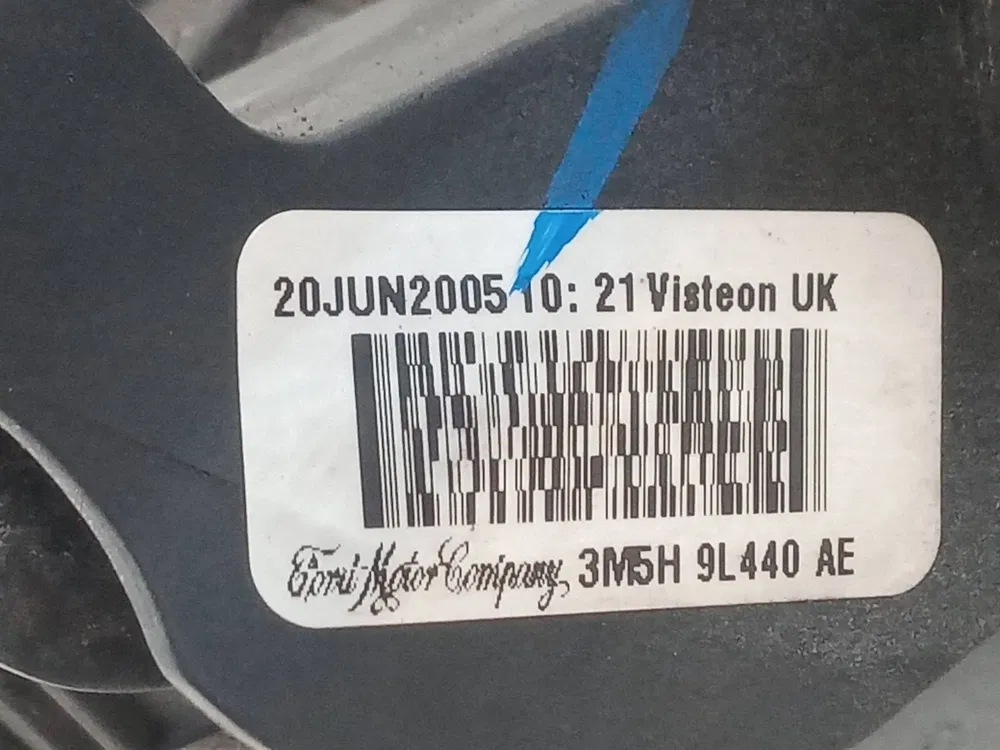 20JUN2005 10: 21 Visteon UK
Ford Motor Company 3M5H 9L440 AE